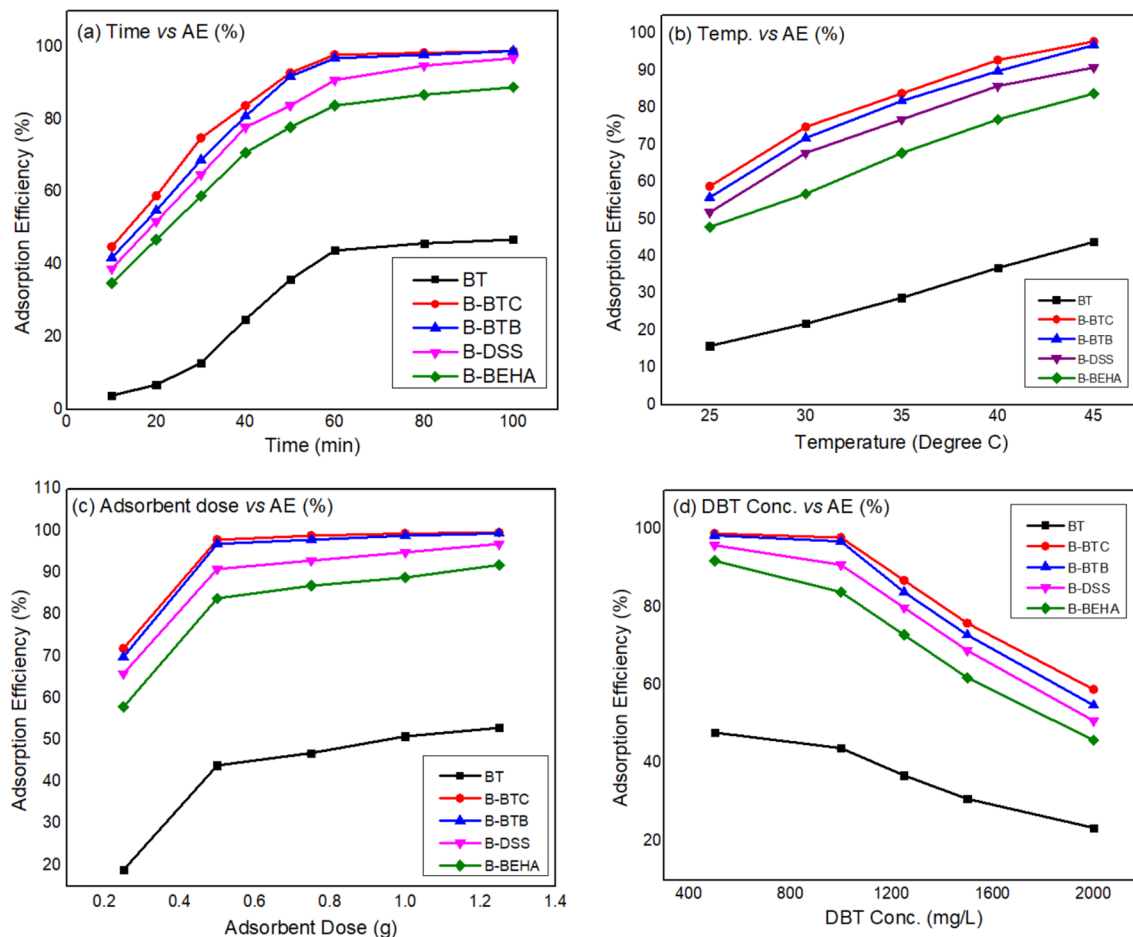 (a) Time vs AE (%)
100
80
60
40
20
0
Adsorption Efficiency (%)
BT
B-BTC
B-BTB
B-DSS
B-BEHA
0 20 40 60 80 100
Time (min)
(b) Temp. vs AE (%)
100
90
80
70
60
50
40
30
20
10
0
Adsorption Efficiency (%)
BT
B-BTC
B-BTB
B-DSS
B-BEHA
25 30 35 40 45
Temperature (Degree C)
(c) Adsorbent dose vs AE (%)
110
100
90
80
70
60
50
40
30
20
Adsorption Efficiency (%)
BT
B-BTC
B-BTB
B-DSS
B-BEHA
0.2 0.4 0.6 0.8 1.0 1.2 1.4
Adsorbent Dose (g)
(d) DBT Conc. vs AE (%)
100
80
60
40
20
Adsorption Efficiency (%)
BT
B-BTC
B-BTB
B-DSS
B-BEHA
400 800 1200 1600 2000
DBT Conc. (mg/L)